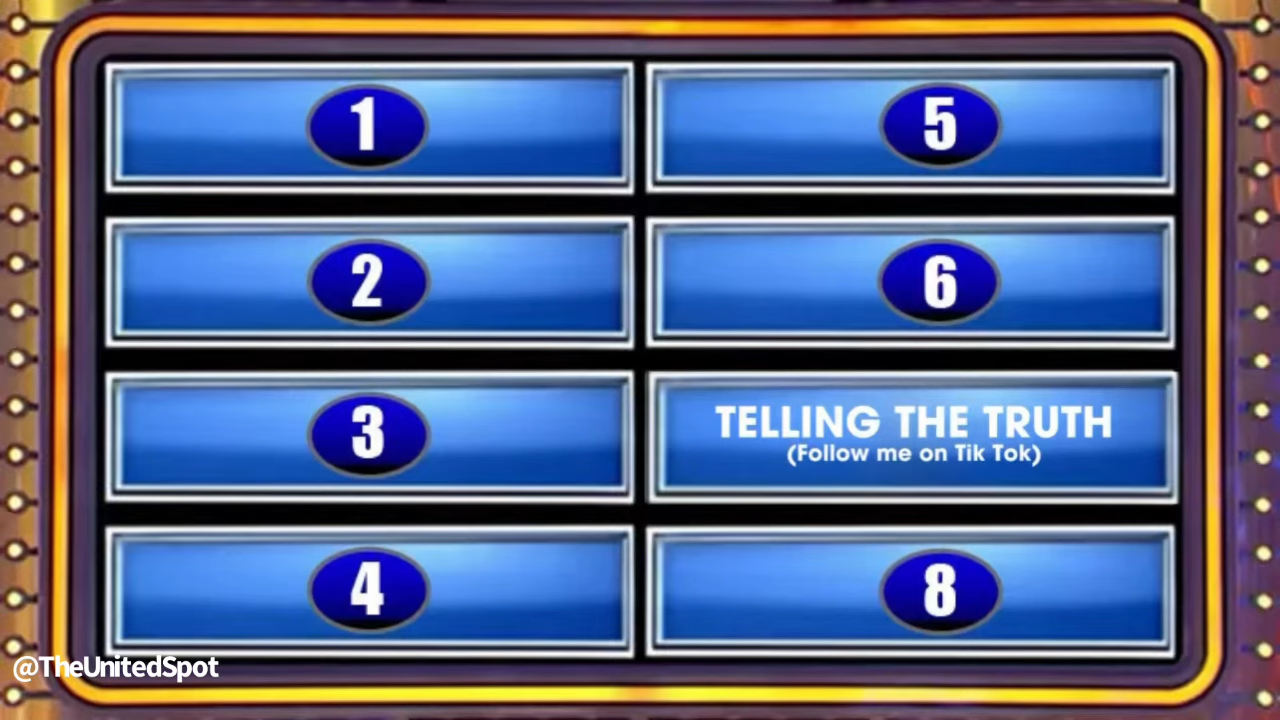 1
5
2
6
3
TELLING THE TRUTH
(Follow me on Tik Tok)
4
8
@TheUnitedSpot